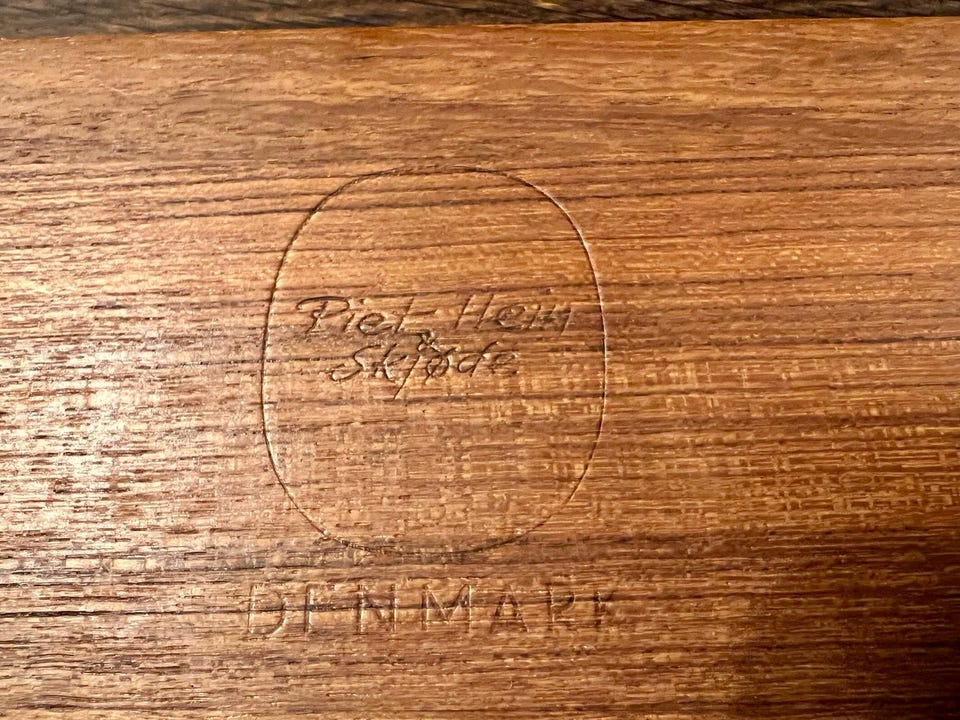 Piet Hein
&
Skjøde
DENMARK